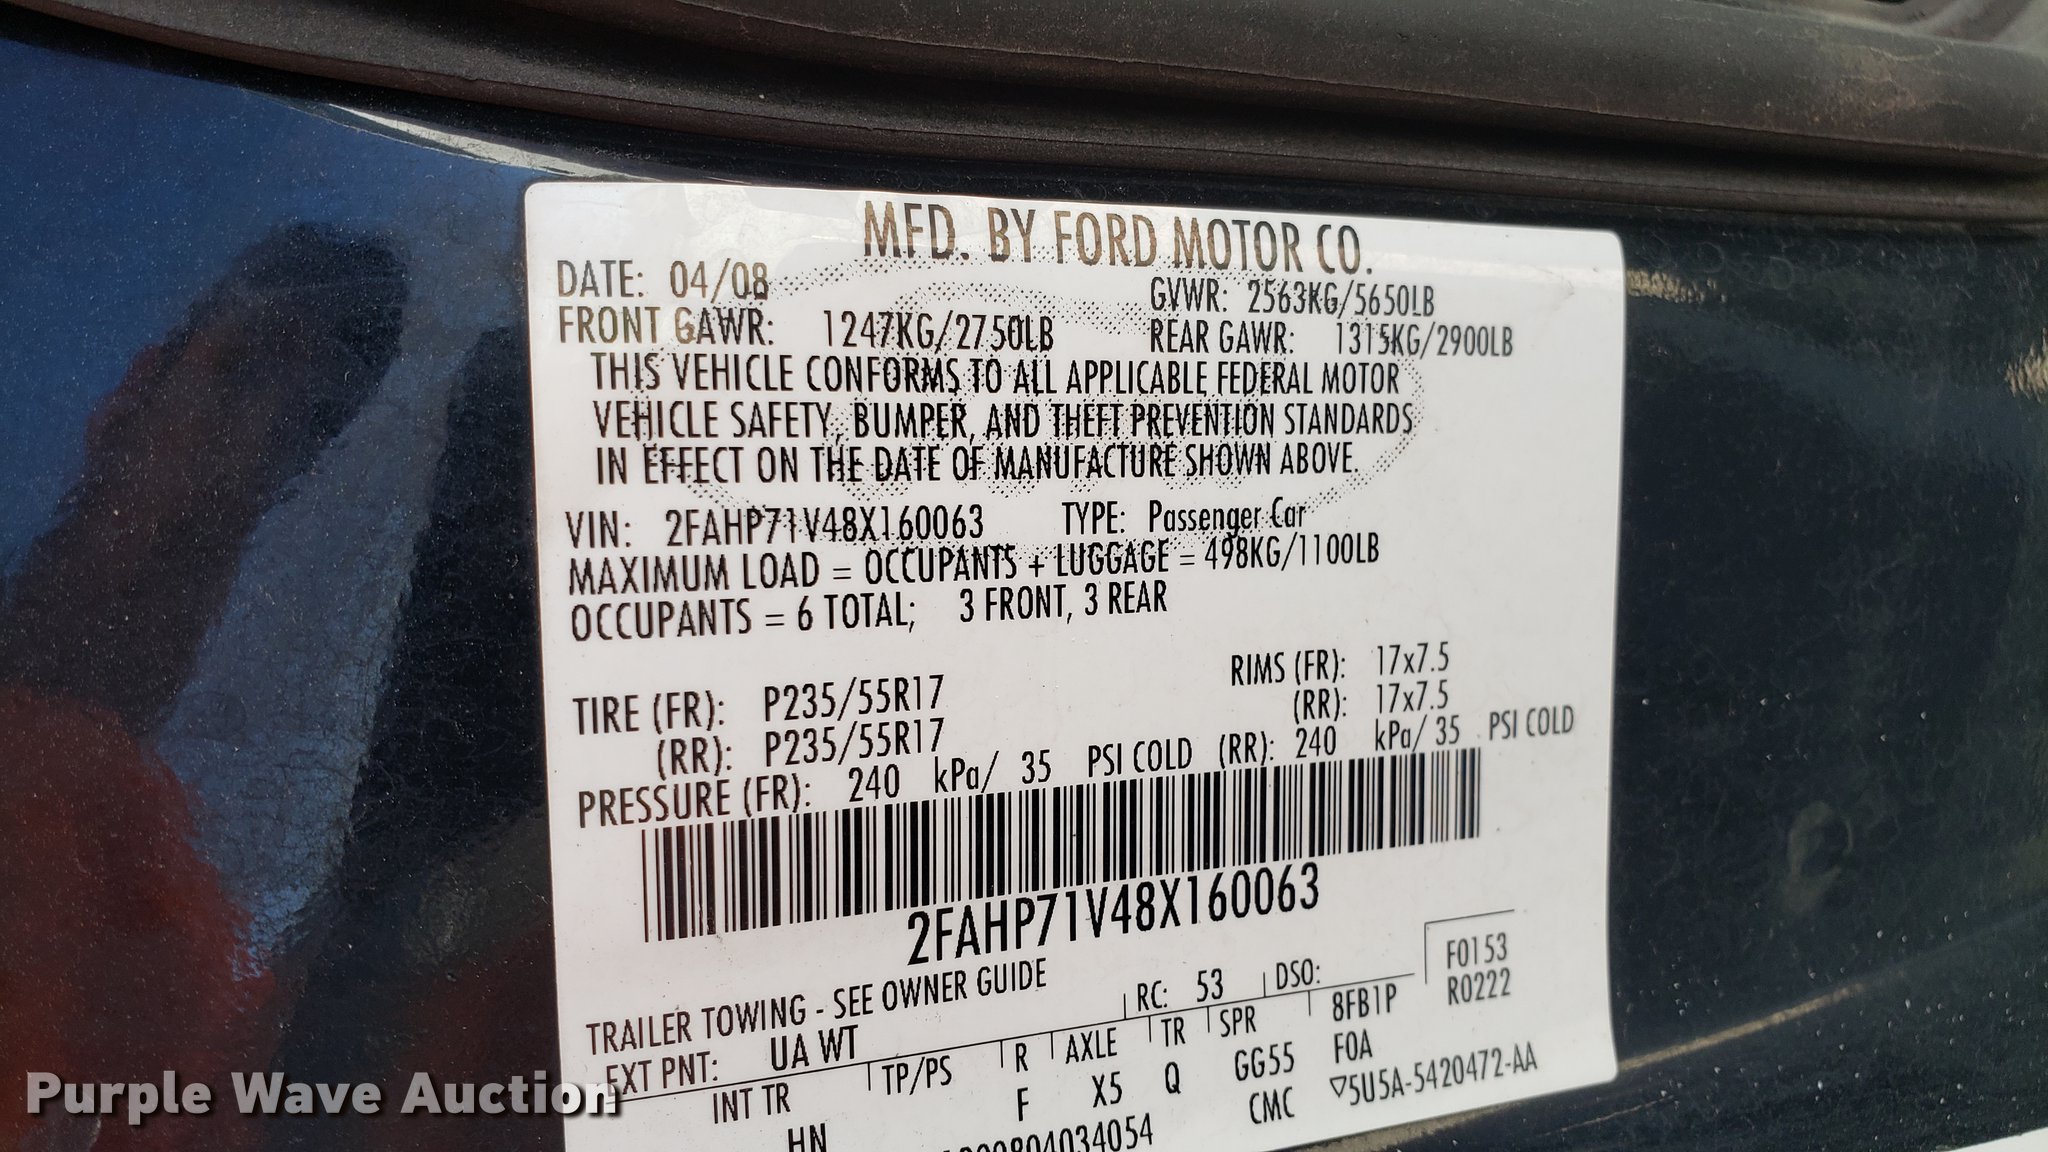 MFD. BY FORD MOTOR CO.
DATE: 04/08 GVWR: 2563KG/5650LB
FRONT GAWR: 1247KG/2750LB REAR GAWR: 1315KG/2900LB
THIS VEHICLE CONFORMS TO ALL APPLICABLE FEDERAL MOTOR
VEHICLE SAFETY, BUMPER, AND THEFT PREVENTION STANDARDS
IN EFFECT ON THE DATE OF MANUFACTURE SHOWN ABOVE.
VIN: 2FAHP71V48X160063 TYPE: Passenger Car
MAXIMUM LOAD = OCCUPANTS + LUGGAGE = 498KG/1100LB
OCCUPANTS = 6 TOTAL; 3 FRONT, 3 REAR
TIRE (FR): P235/55R17 RIMS (FR): 17x7.5
(RR): P235/55R17 (RR): 17x7.5
PRESSURE (FR): 240 kPa/ 35 PSI COLD (RR): 240 kPa/ 35 PSI COLD
2FAHP71V48X160063
TRAILER TOWING - SEE OWNER GUIDE RC: 53 DSO: F0153
R0222
EXT PNT: UA WT
INT TR TP/PS R AXLE TR SPR 8FB1P
HN F X5 Q GG55 F0A
CMC ▽5U5A-5420472-AA
Purple Wave Auction